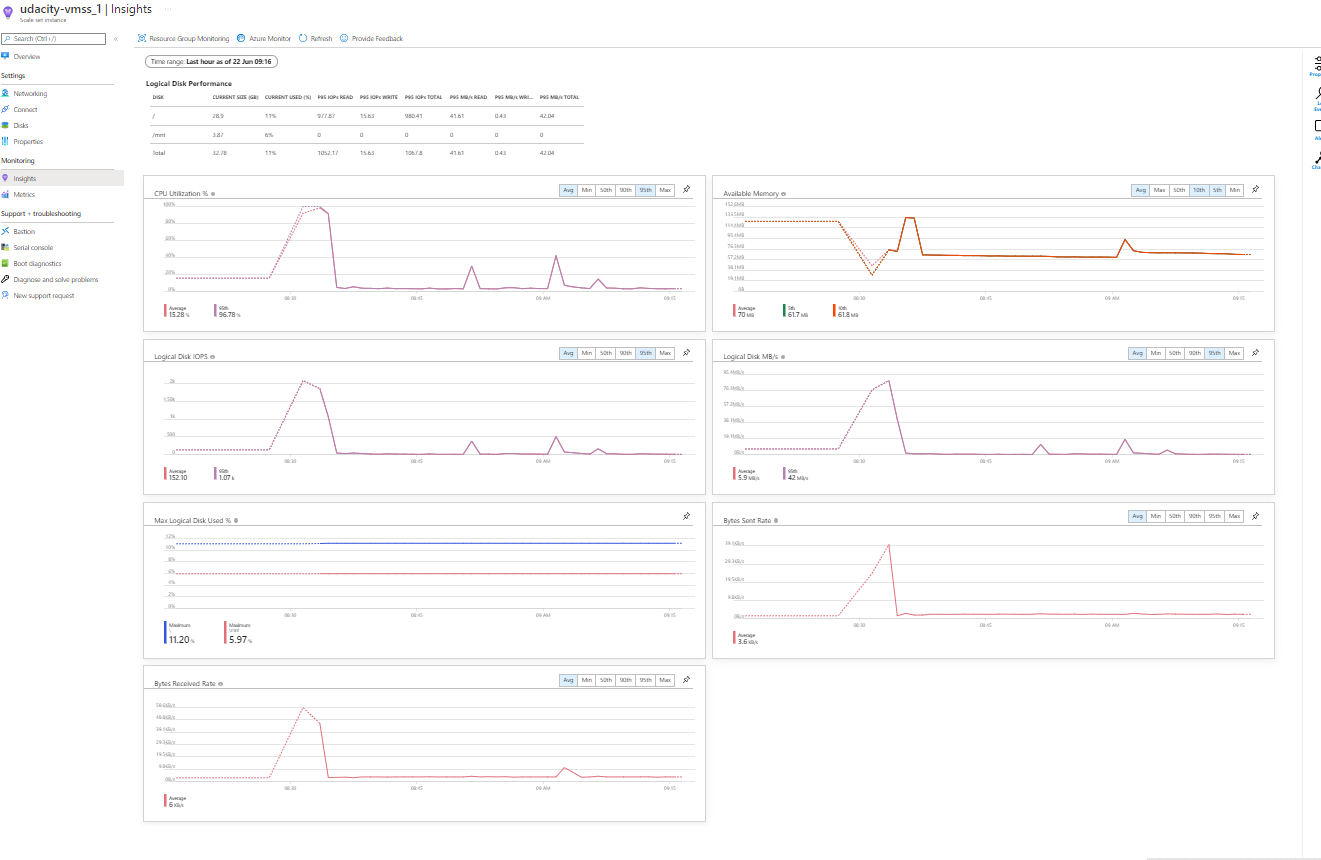 udacity-vmss_1 | Insights ...
Scale set instance
Search (Ctrl+/)
«
Overview
Settings
Networking
Connect
Disks
Properties
Monitoring
Insights
Metrics
Support + troubleshooting
Bastion
Serial console
Boot diagnostics
Diagnose and solve problems
New support request
Resource Group Monitoring Azure Monitor Refresh Provide Feedback
Time range: Last hour as of 22 Jun 09:16
Logical Disk Performance
DISK CURRENT SIZE (GB) CURRENT USED (%) P95 IOPs READ P95 IOPs WRITE P95 IOPs TOTAL P95 MB/s READ P95 MB/s WRI... P95 MB/s TOTAL
/ 28.9 11% 977.87 15.63 980.41 41.61 0.43 42.04
/mnt 3.87 6% 0 0 0 0 0 0
Total 32.78 11% 1052.17 15.63 1067.8 41.61 0.43 42.04
CPU Utilization %
Avg Min 50th 90th 95th Max
100%
80%
60%
40%
20%
0%
08:30 08:45 09 AM 09:15
Average
15.28 %
95th
96.78 %
Available Memory
Avg Max 50th 10th 5th Min
152.6MB
133.5MB
114.4MB
95.4MB
76.3MB
57.2MB
38.1MB
19.1MB
0B
08:30 08:45 09 AM 09:15
Average
70 MB
5th
61.7 MB
10th
61.8 MB
Logical Disk IOPS
Avg Min 50th 90th 95th Max
2k
1.50k
1k
500
0
08:30 08:45 09 AM 09:15
Average
152.10
95th
1.07 k
Logical Disk MB/s
Avg Min 50th 90th 95th Max
95.4MB/s
76.3MB/s
57.2MB/s
38.1MB/s
19.1MB/s
0B/s
08:30 08:45 09 AM 09:15
Average
5.9 MB/s
95th
42 MB/s
Max Logical Disk Used %
12%
10%
8%
6%
4%
2%
0%
08:30 08:45 09 AM 09:15
Maximum
11.20 %
Maximum
5.97 %
Bytes Sent Rate
Avg Min 50th 90th 95th Max
39.1kB/s
29.3kB/s
19.5kB/s
9.8kB/s
0B/s
08:30 08:45 09 AM 09:15
Average
3.6 KB/s
Bytes Received Rate
Avg Min 50th 90th 95th Max
58.6kB/s
48.8kB/s
39.1kB/s
29.3kB/s
19.5kB/s
9.8kB/s
0B/s
08:30 08:45 09 AM 09:15
Average
6 KB/s